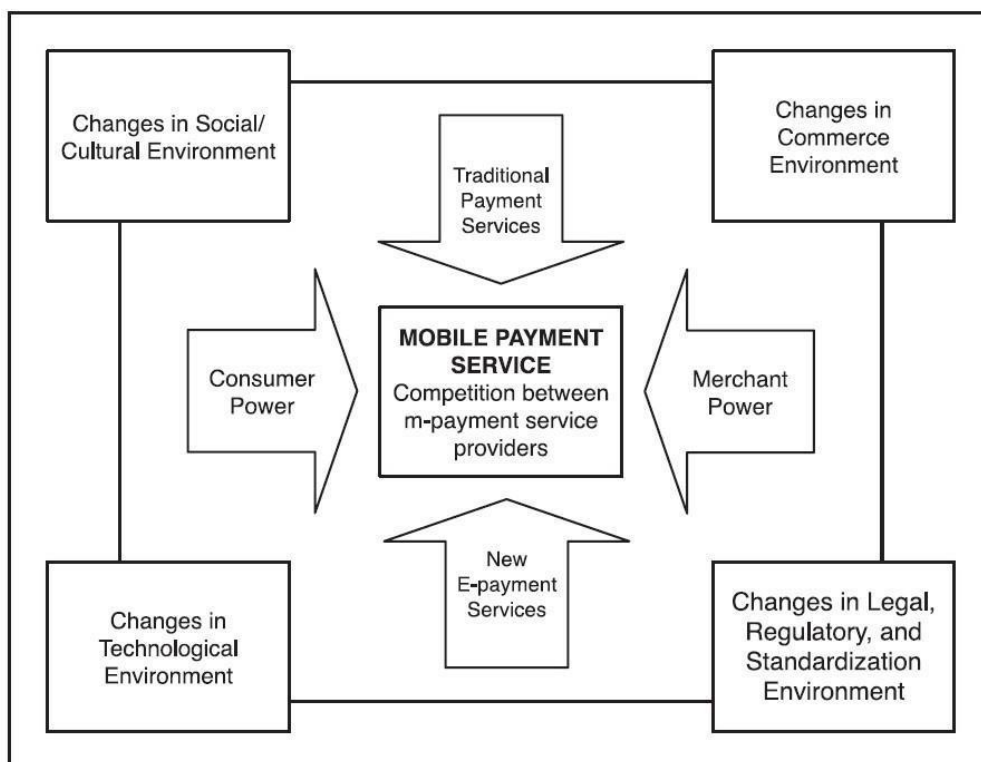 Changes in Social/
Cultural Environment
Changes in
Commerce
Environment
Traditional
Payment
Services
Consumer
Power
MOBILE PAYMENT
SERVICE
Competition between
m-payment service
providers
Merchant
Power
New
E-payment
Services
Changes in
Technological
Environment
Changes in Legal,
Regulatory, and
Standardization
Environment